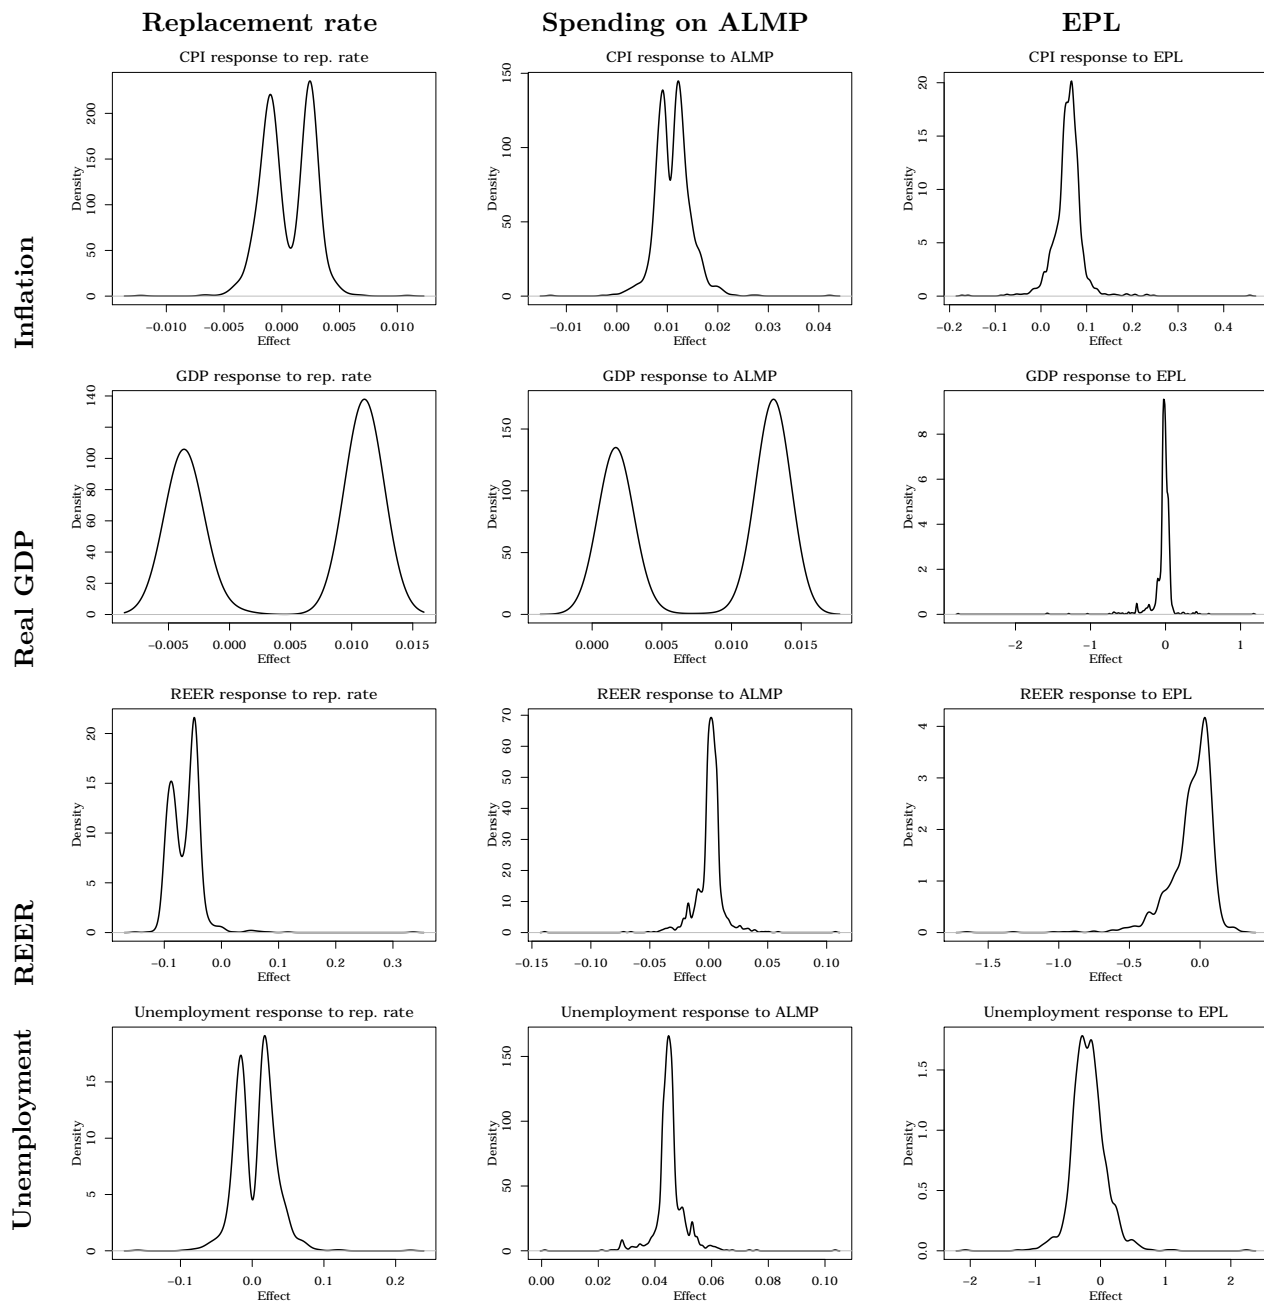 Replacement rate
Spending on ALMP
EPL
Inflation
CPI response to rep. rate
Density
0
50
100
150
200
−0.010
−0.005
0.000
0.005
0.010
Effect
CPI response to ALMP
Density
0
50
100
150
−0.01
0.00
0.01
0.02
0.03
0.04
Effect
CPI response to EPL
Density
0
5
10
15
20
−0.2
−0.1
0.0
0.1
0.2
0.3
0.4
Effect
Real GDP
GDP response to rep. rate
Density
0
20
40
60
80
100
140
−0.005
0.000
0.005
0.010
0.015
Effect
GDP response to ALMP
Density
0
50
100
150
0.000
0.005
0.010
0.015
Effect
GDP response to EPL
Density
0
2
4
6
8
−2
−1
0
1
Effect
REER
REER response to rep. rate
Density
0
5
10
15
20
−0.1
0.0
0.1
0.2
0.3
Effect
REER response to ALMP
Density
0
10
20
30
40
50
60
70
−0.15
−0.10
−0.05
0.00
0.05
0.10
Effect
REER response to EPL
Density
0
1
2
3
4
−1.5
−1.0
−0.5
0.0
Effect
Unemployment
Unemployment response to rep. rate
Density
0
5
10
15
−0.1
0.0
0.1
0.2
Effect
Unemployment response to ALMP
Density
0
50
100
150
0.00
0.02
0.04
0.06
0.08
0.10
Effect
Unemployment response to EPL
Density
0.0
0.5
1.0
1.5
−2
−1
0
1
2
Effect